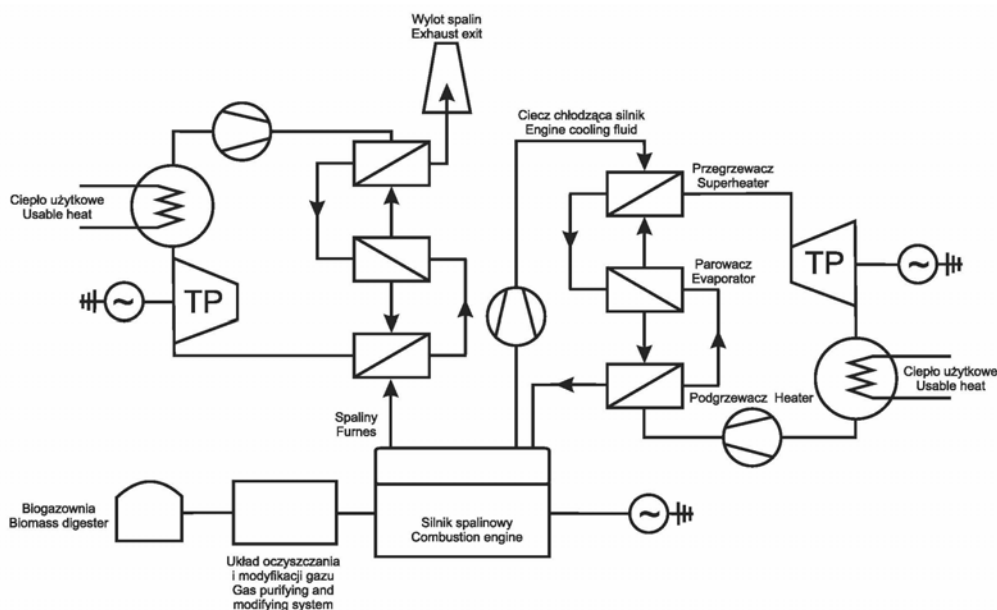 Wylot spalin
Exhaust exit
Ciecz chłodząca silnik
Engine cooling fluid
Przegrzewacz
Superheater
Ciepło użytkowe
Usable heat
TP
TP
Parowacz
Evaporator
Ciepło użytkowe
Usable heat
Podgrzewacz Heater
Spaliny
Furnes
Biogazownia
Biomass digester
Silnik spalinowy
Combustion engine
Układ oczyszczania
i modyfikacji gazu
Gas purifying and
modifying system